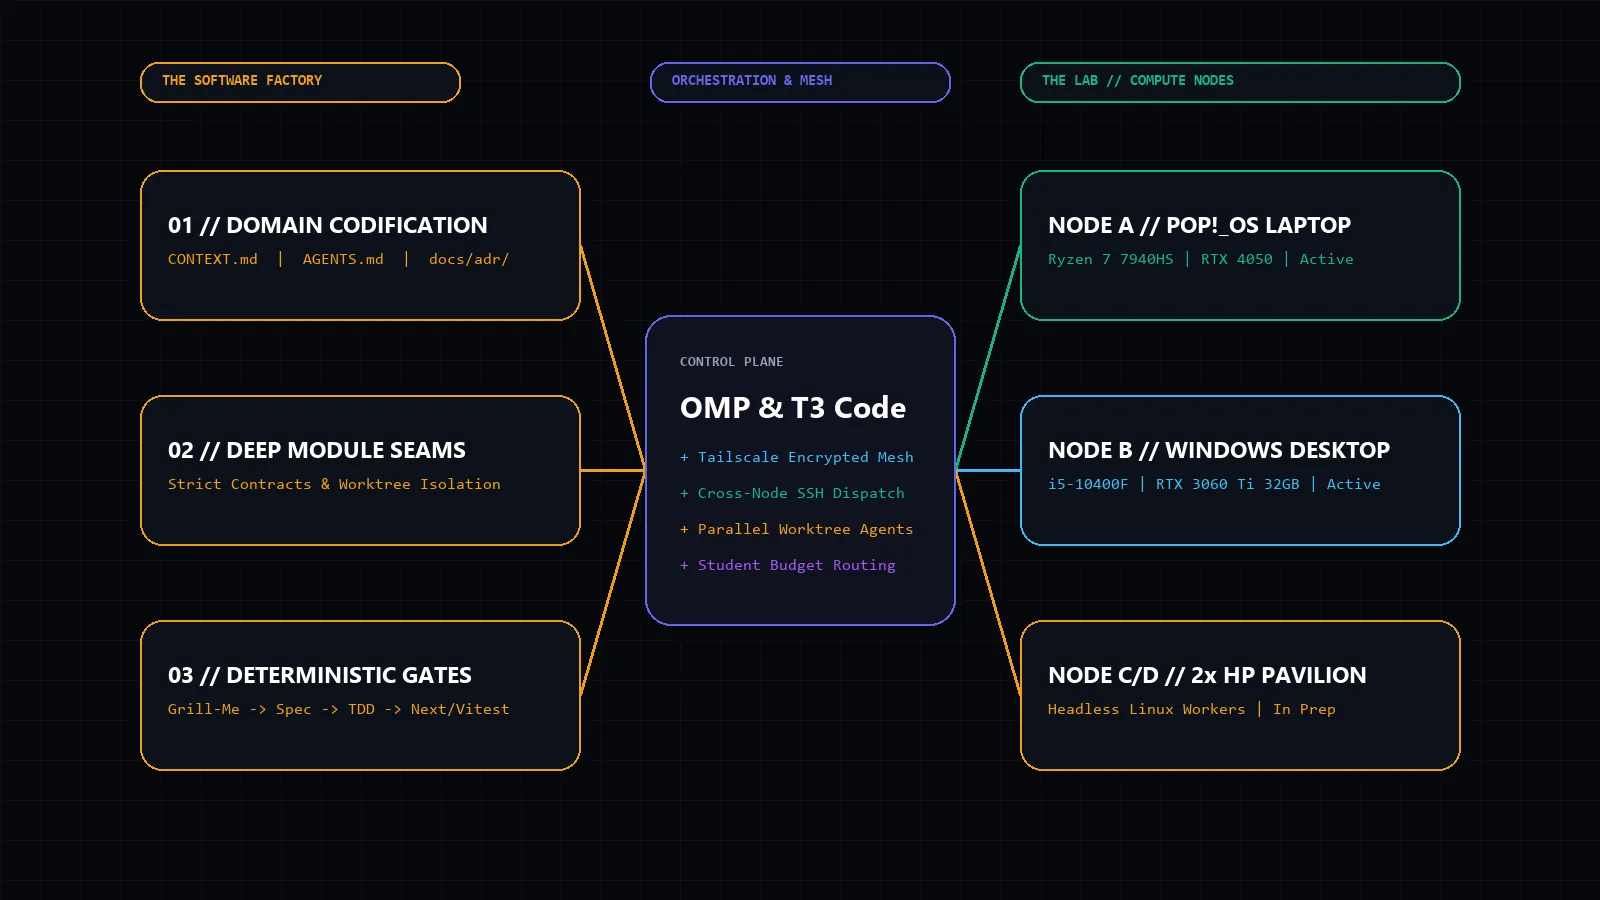 THE SOFTWARE FACTORY
ORCHESTRATION & MESH
THE LAB // COMPUTE NODES
01 // DOMAIN CODIFICATION
CONTEXT.md | AGENTS.md | docs/adr/
02 // DEEP MODULE SEAMS
Strict Contracts & Worktree Isolation
03 // DETERMINISTIC GATES
Grill-Me -> Spec -> TDD -> Next/Vitest
CONTROL PLANE
OMP & T3 Code
+ Tailscale Encrypted Mesh
+ Cross-Node SSH Dispatch
+ Parallel Worktree Agents
+ Student Budget Routing
NODE A // POP!_OS LAPTOP
Ryzen 7 7940HS | RTX 4050 | Active
NODE B // WINDOWS DESKTOP
i5-10400F | RTX 3060 Ti 32GB | Active
NODE C/D // 2x HP PAVILION
Headless Linux Workers | In Prep